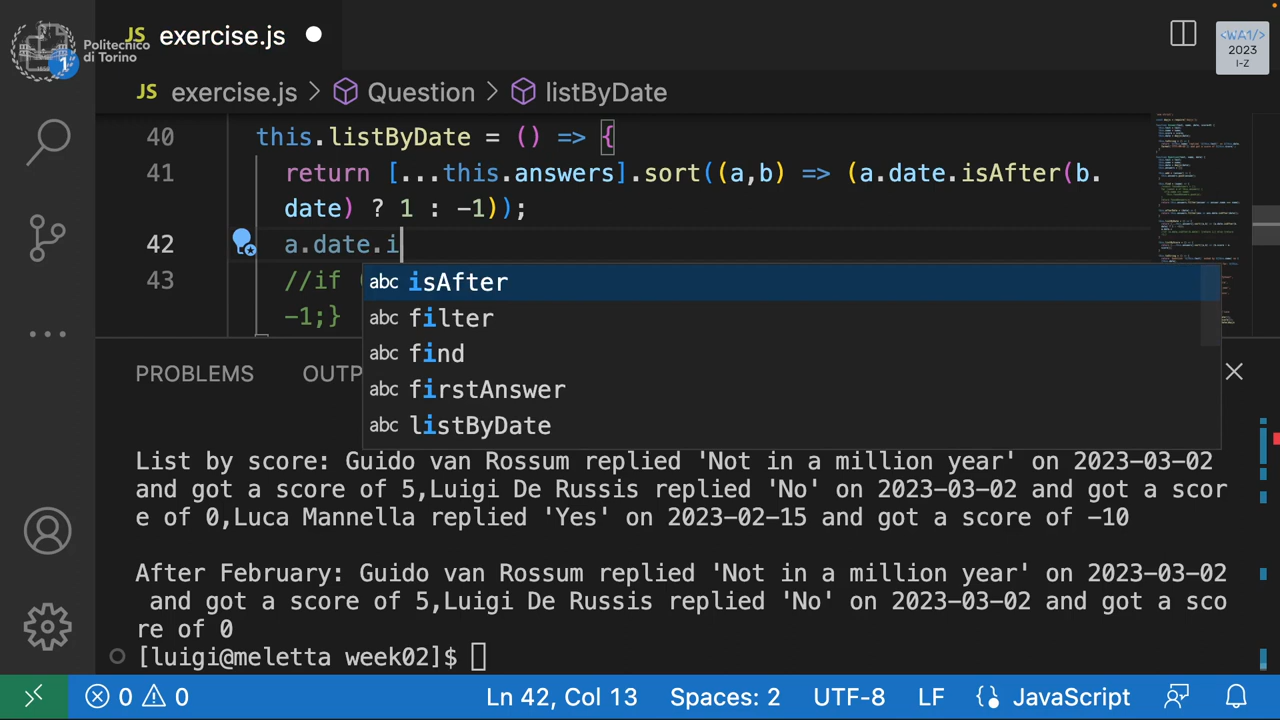 JS exercise.js
Politecnico
di Torino
1
<WA1/>
2023
I-Z
JS exercise.js > Question > listByDate
40 this.listByDate = () => {
41 return [...this.answers].sort((a,b) => (a.date.isAfter(b.
date) ? 1 : -1));
42 a.date.i
43 //if (
-1;}
abc isAfter
abc filter
abc find
abc firstAnswer
abc listByDate
PROBLEMS OUTP
List by score: Guido van Rossum replied 'Not in a million year' on 2023-03-02
and got a score of 5,Luigi De Russis replied 'No' on 2023-03-02 and got a scor
e of 0,Luca Mannella replied 'Yes' on 2023-02-15 and got a score of -10
After February: Guido van Rossum replied 'Not in a million year' on 2023-03-02
and got a score of 5,Luigi De Russis replied 'No' on 2023-03-02 and got a sco
re of 0
[luigi@meletta week02]$
0 0 Ln 42, Col 13 Spaces: 2 UTF-8 LF {} JavaScript